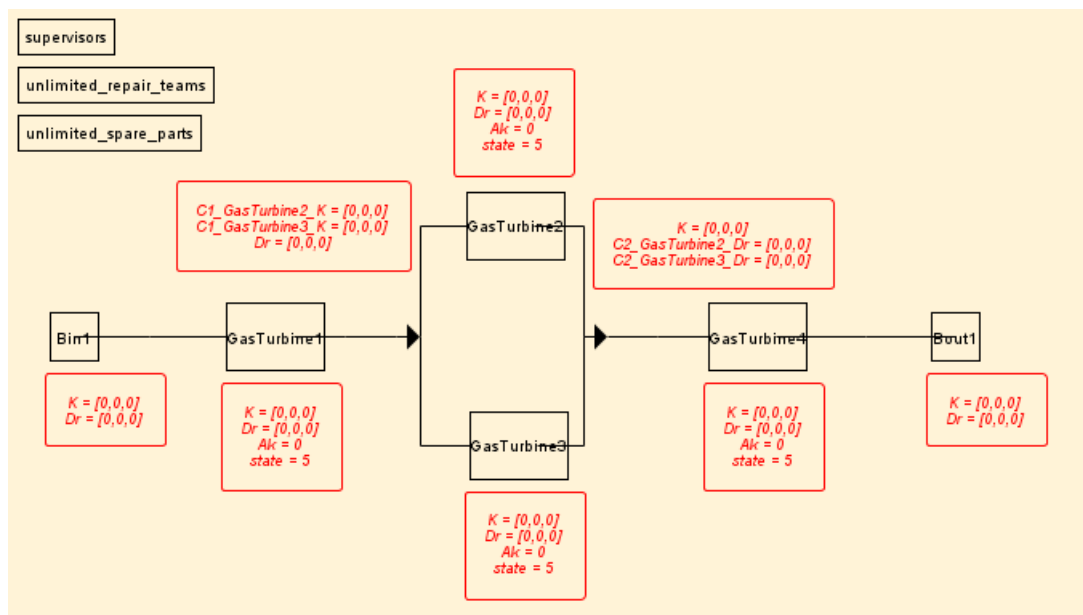 supervisors
unlimited_repair_teams
unlimited_spare_parts
K = [0,0,0]
Dr = [0,0,0]
Ak = 0
state = 5
C1_GasTurbine2_K = [0,0,0]
C1_GasTurbine3_K = [0,0,0]
Dr = [0,0,0]
GasTurbine2
K = [0,0,0]
C2_GasTurbine2_Dr = [0,0,0]
C2_GasTurbine3_Dr = [0,0,0]
Bin1
GasTurbine1
GasTurbine4
Bout1
K = [0,0,0]
Dr = [0,0,0]
K = [0,0,0]
Dr = [0,0,0]
Ak = 0
state = 5
GasTurbine3
K = [0,0,0]
Dr = [0,0,0]
Ak = 0
state = 5
K = [0,0,0]
Dr = [0,0,0]
Ak = 0
state = 5
K = [0,0,0]
Dr = [0,0,0]